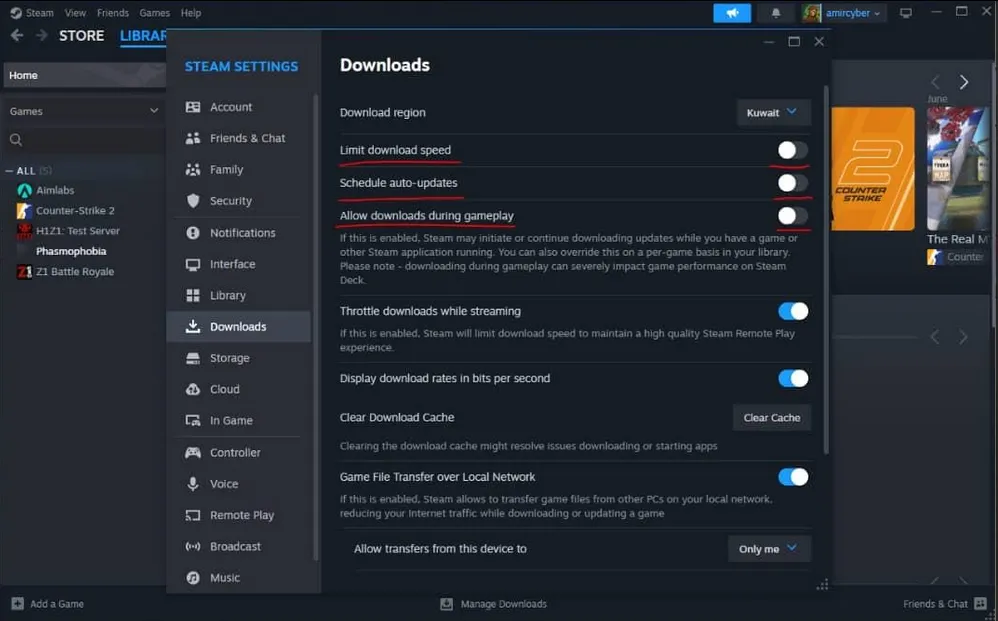 Steam View Friends Games Help
amircyber
STORE LIBRAR
Home
Games
ALL (5)
Aimlabs
Counter-Strike 2
H1Z1: Test Server
Phasmophobia
Z1 Battle Royale
STEAM SETTINGS
Account
Friends & Chat
Family
Security
Notifications
Interface
Library
Downloads
Storage
Cloud
In Game
Controller
Voice
Remote Play
Broadcast
Music
Downloads
Download region
Kuwait
Limit download speed
Schedule auto-updates
Allow downloads during gameplay
If this is enabled, Steam may initiate or continue downloading updates while you have a game or
other Steam application running. You can also override this on a per-game basis in your library.
Please note - downloading during gameplay can severely impact game performance on Steam
Deck.
Throttle downloads while streaming
If this is enabled, Steam will limit download speed to maintain a high quality Steam Remote Play
experience.
Display download rates in bits per second
Clear Download Cache
Clear Cache
Clearing the download cache might resolve issues downloading or starting apps
Game File Transfer over Local Network
If this is enabled, Steam allows to transfer game files from other PCs on your local network,
reducing your Internet traffic while downloading or updating a game
Allow transfers from this device to
Only me
June
2
COUNTER
STRIKE
The Real M
Counter
Add a Game
Manage Downloads
Friends & Chat